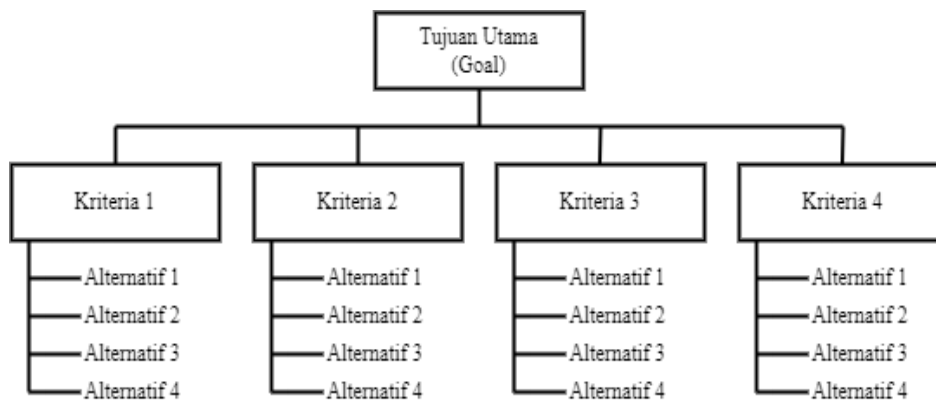 Tujuan Utama
(Goal)
Kriteria 1
Kriteria 2
Kriteria 3
Kriteria 4
Alternatif 1
Alternatif 2
Alternatif 3
Alternatif 4
Alternatif 1
Alternatif 2
Alternatif 3
Alternatif 4
Alternatif 1
Alternatif 2
Alternatif 3
Alternatif 4
Alternatif 1
Alternatif 2
Alternatif 3
Alternatif 4